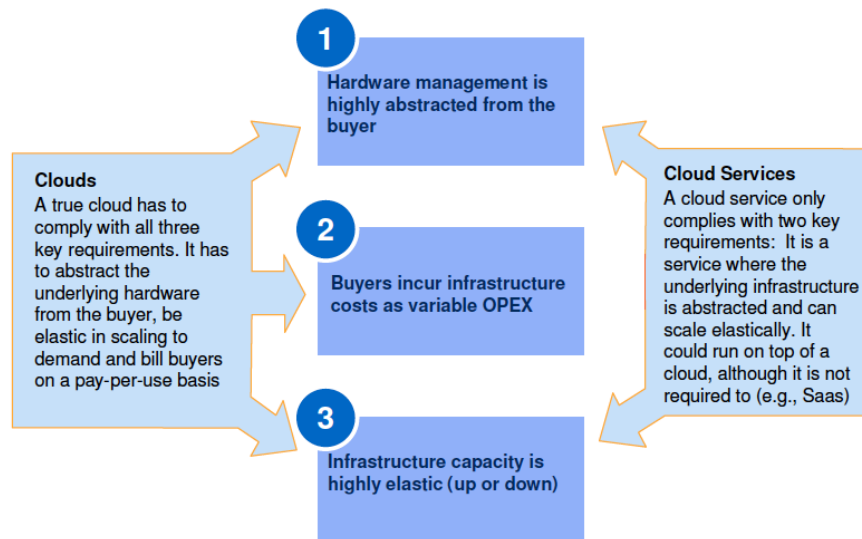 1
Hardware management is
highly abstracted from the
buyer
Clouds
A true cloud has to
comply with all three
key requirements. It has
to abstract the
underlying hardware
from the buyer, be
elastic in scaling to
demand and bill buyers
on a pay-per-use basis
2
Buyers incur infrastructure
costs as variable OPEX
3
Infrastructure capacity is
highly elastic (up or down)
Cloud Services
A cloud service only
complies with two key
requirements: It is a
service where the
underlying infrastructure
is abstracted and can
scale elastically. It
could run on top of a
cloud, although it is not
required to (e.g., Saas)